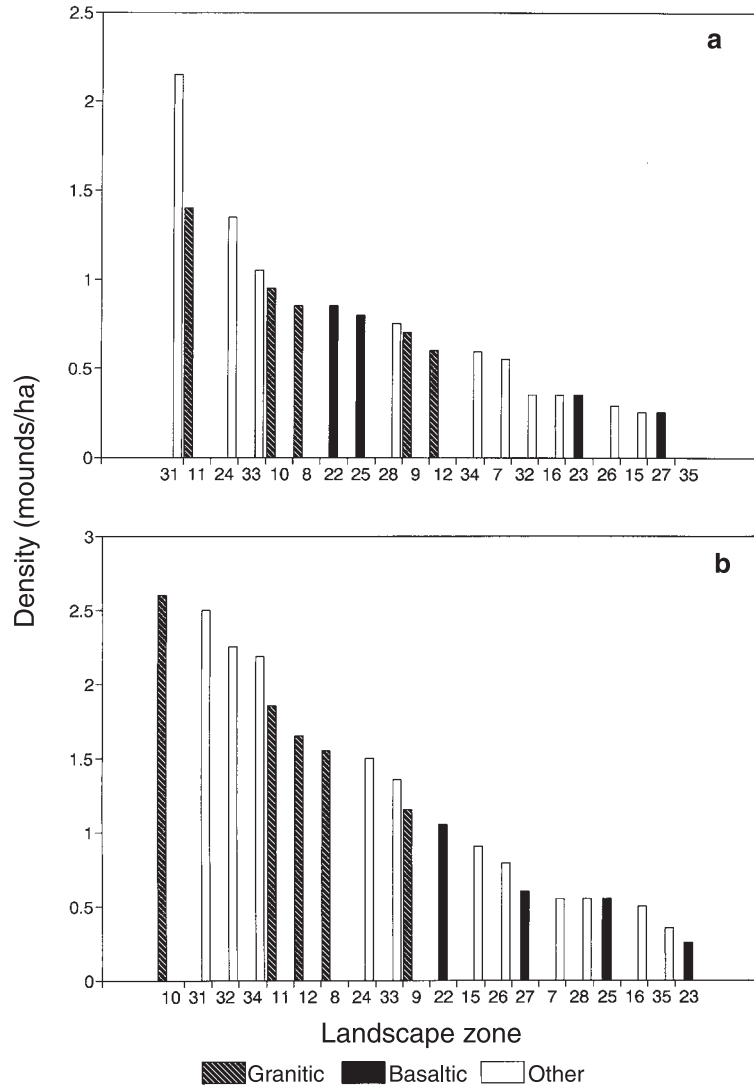 2.5
a
2
1.5
1
0.5
0
31 11 24 33 10 8 22 25 28 9 12 34 7 32 16 23 26 15 27 35
Density (mounds/ha)
3
b
2.5
2
1.5
1
0.5
0
10 31 32 34 11 12 8 24 33 9 22 15 26 27 7 28 25 16 35 23
Landscape zone
Granitic Basaltic Other